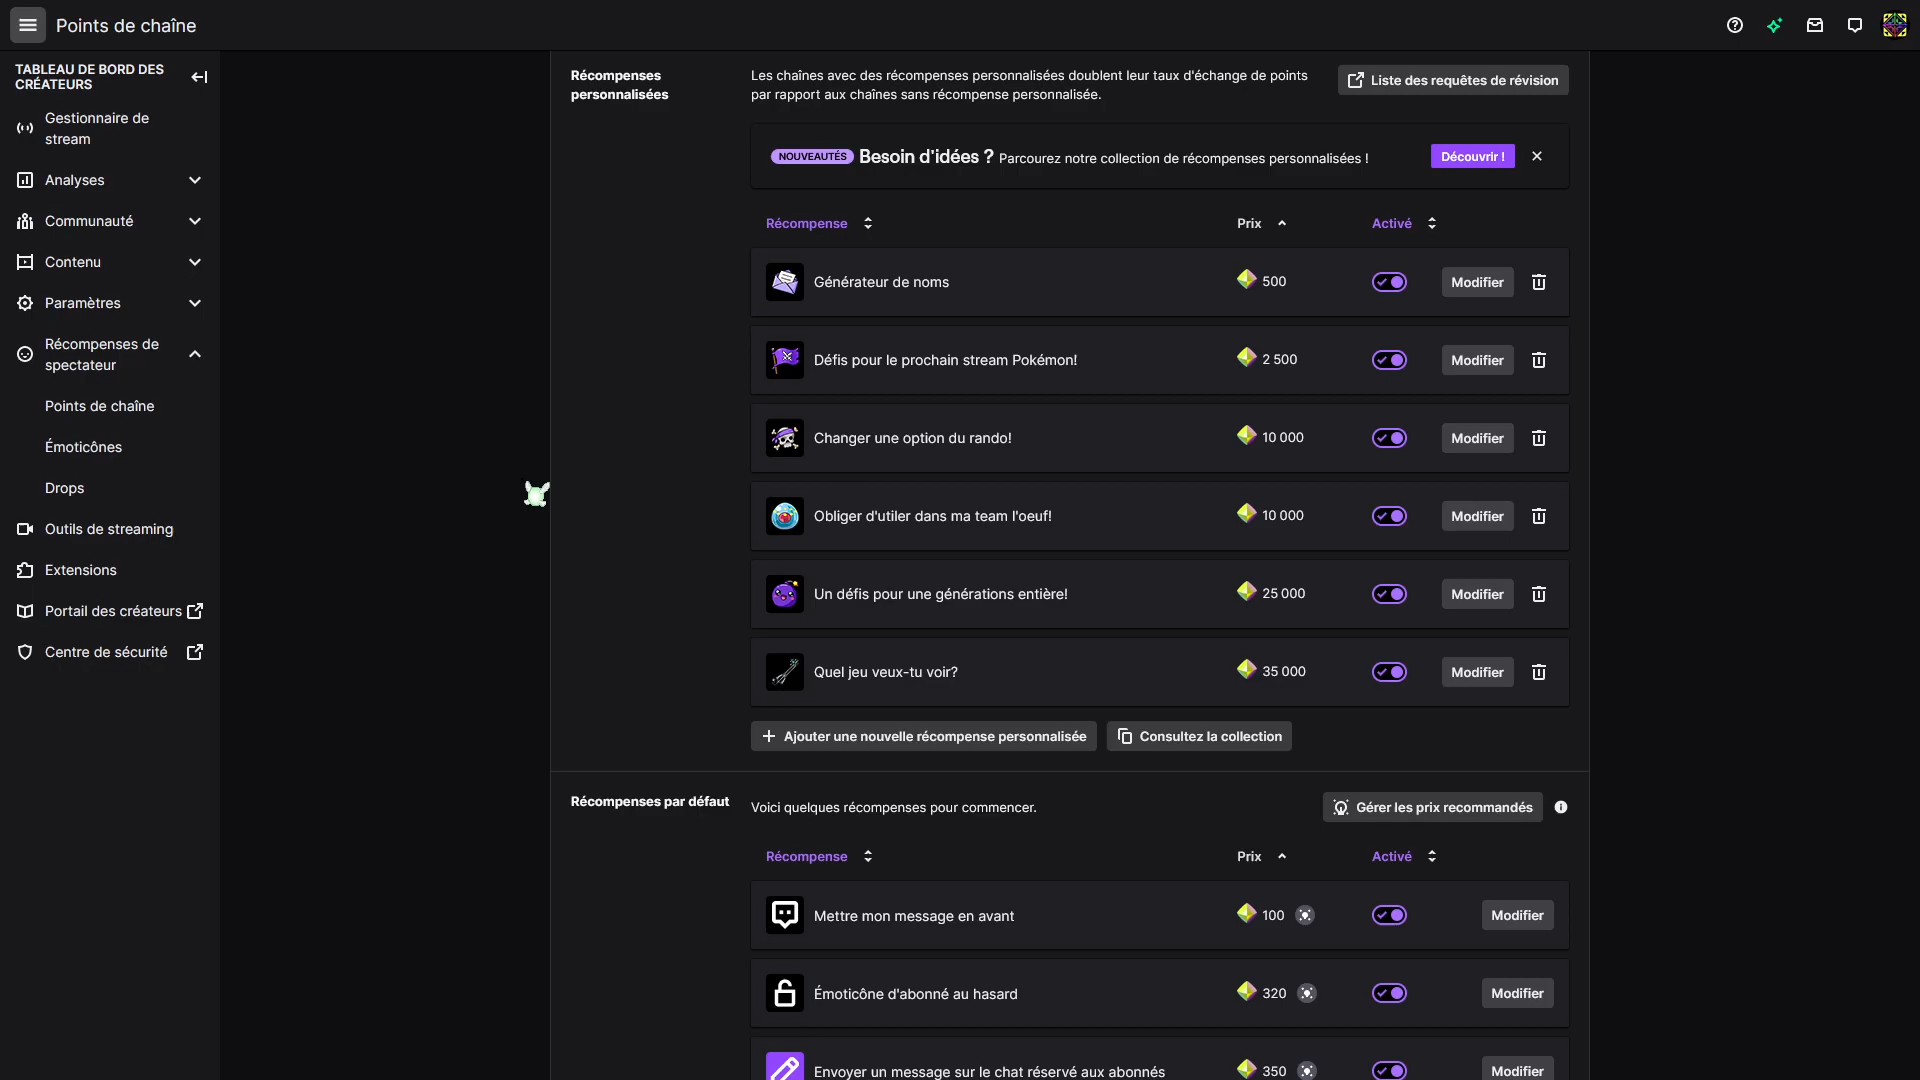 Points de chaîne
TABLEAU DE BORD DES
CRÉATEURS
Gestionnaire de
stream
Analyses
Communauté
Contenu
Paramètres
Récompenses de
spectateur
Points de chaîne
Émoticônes
Drops
Outils de streaming
Extensions
Portail des créateurs
Centre de sécurité
Récompenses
personnalisées
Les chaînes avec des récompenses personnalisées doublent leur taux d'échange de points
par rapport aux chaînes sans récompense personnalisée.
Liste des requêtes de révision
NOUVEAUTÉS Besoin d'idées ? Parcourez notre collection de récompenses personnalisées ! Découvrir !
Récompense Prix Activé
Générateur de noms 500 Modifier
Défis pour le prochain stream Pokémon! 2 500 Modifier
Changer une option du rando! 10 000 Modifier
Obliger d'utiler dans ma team l'oeuf! 10 000 Modifier
Un défis pour une générations entière! 25 000 Modifier
Quel jeu veux-tu voir? 35 000 Modifier
Ajouter une nouvelle récompense personnalisée Consultez la collection
Récompenses par défaut Voici quelques récompenses pour commencer. Gérer les prix recommandés
Récompense Prix Activé
Mettre mon message en avant 100 Modifier
Émoticône d'abonné au hasard 320 Modifier
Envoyer un message sur le chat réservé aux abonnés 350 Modifier